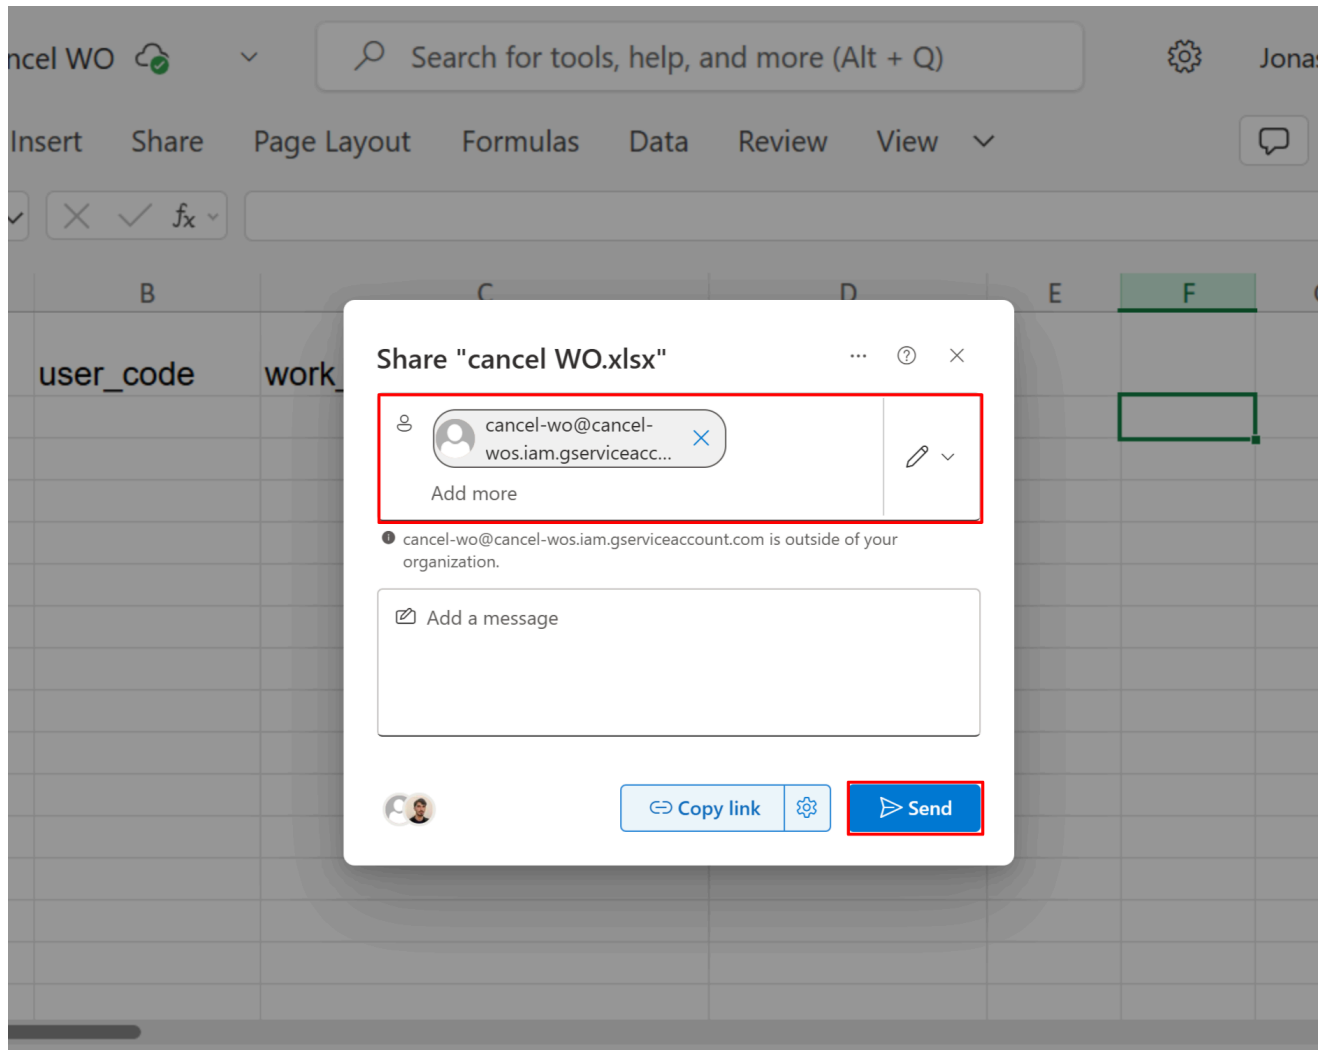 ncel WO
Search for tools, help, and more (Alt + Q)
Jonas
Insert Share Page Layout Formulas Data Review View
fx
B C D E F
user_code work_
Share "cancel WO.xlsx"
cancel-wo@cancel-
wos.iam.gserviceacc...
Add more
cancel-wo@cancel-wos.iam.gserviceaccount.com is outside of your
organization.
Add a message
Copy link
Send